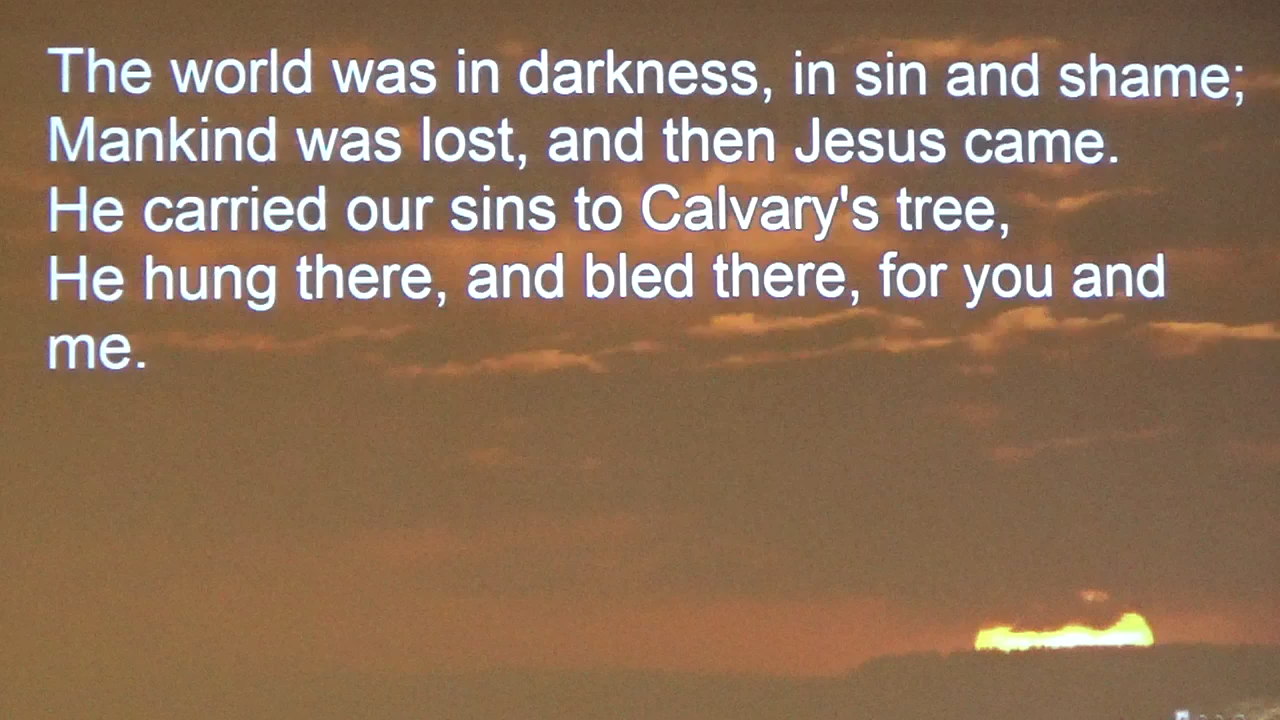 The world was in darkness, in sin and shame;
Mankind was lost, and then Jesus came.
He carried our sins to Calvary's tree,
He hung there, and bled there, for you and
me.